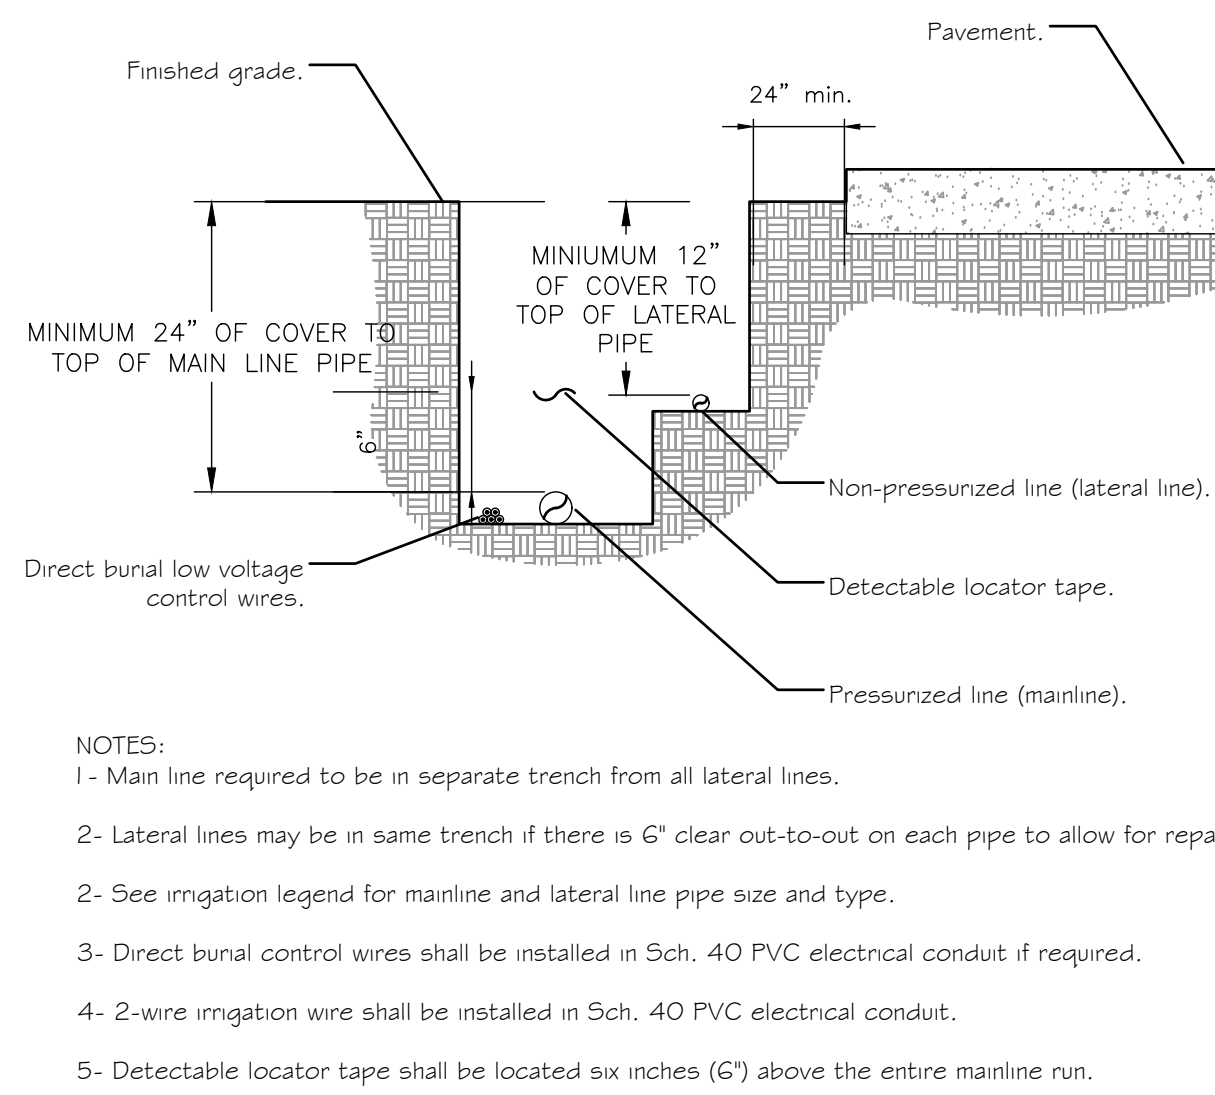 Pavement.
Finished grade.
24” min.
MINIUMUM 12”
OF COVER TO
TOP OF LATERAL
PIPE
MINIMUM 24” OF COVER TO
TOP OF MAIN LINE PIPE
6”
Non-pressurized line (lateral line).
Direct burial low voltage
control wires.
Detectable locator tape.
Pressurized line (mainline).
NOTES:
1- Main line required to be in separate trench from all lateral lines.
2- Lateral lines may be in same trench if there is 6" clear out-to-out on each pipe to allow for repa
2- See irrigation legend for mainline and lateral line pipe size and type.
3- Direct burial control wires shall be installed in Sch. 40 PVC electrical conduit if required.
4- 2-wire irrigation wire shall be installed in Sch. 40 PVC electrical conduit.
5- Detectable locator tape shall be located six inches (6") above the entire mainline run.